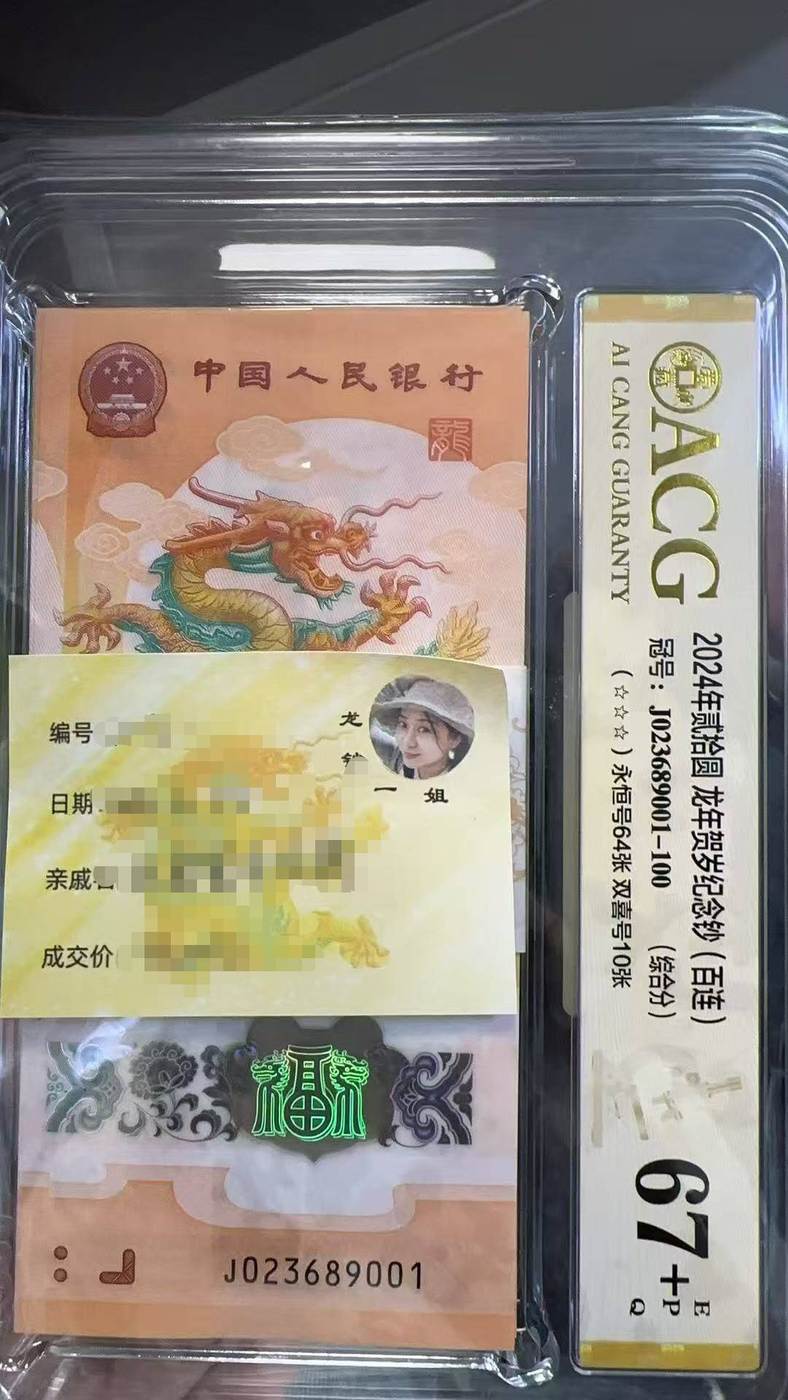 中国人民银行
龍
编号
日期
亲戚
成交价
龙
一姐
福
J023689001
ACG
AI CANG GUARANTY
2024年贰拾圆 龙年贺岁纪念钞（百连）
冠号：J023689001-100 （综合分）
（☆☆☆）永恒号64张 双喜号10张
67+
E
P
Q